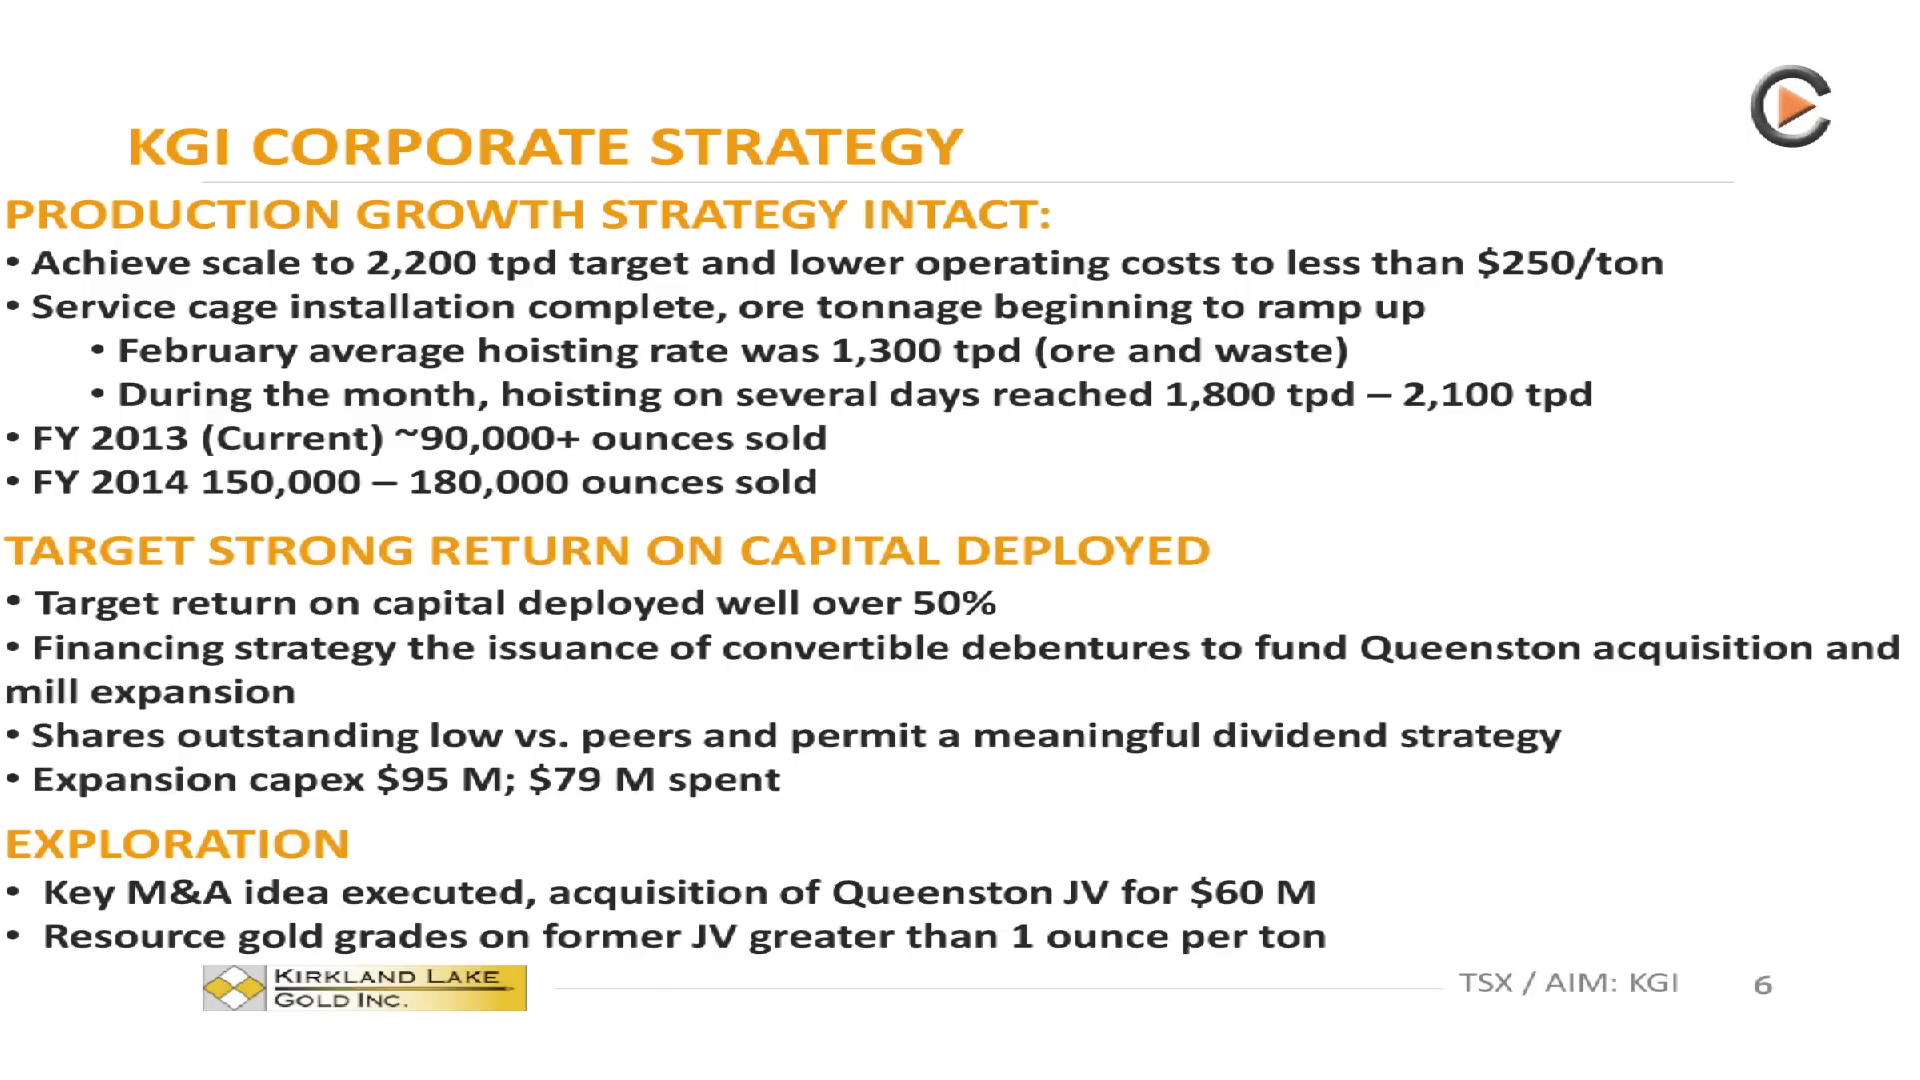 KGI CORPORATE STRATEGY
PRODUCTION GROWTH STRATEGY INTACT:
• Achieve scale to 2,200 tpd target and lower operating costs to less than $250/ton
• Service cage installation complete, ore tonnage beginning to ramp up
• February average hoisting rate was 1,300 tpd (ore and waste)
• During the month, hoisting on several days reached 1,800 tpd – 2,100 tpd
• FY 2013 (Current) ~90,000+ ounces sold
• FY 2014 150,000 – 180,000 ounces sold
TARGET STRONG RETURN ON CAPITAL DEPLOYED
• Target return on capital deployed well over 50%
• Financing strategy the issuance of convertible debentures to fund Queenston acquisition and
mill expansion
• Shares outstanding low vs. peers and permit a meaningful dividend strategy
• Expansion capex $95 M; $79 M spent
EXPLORATION
• Key M&A idea executed, acquisition of Queenston JV for $60 M
• Resource gold grades on former JV greater than 1 ounce per ton
KIRKLAND LAKE
GOLD INC.
TSX / AIM: KGI 6